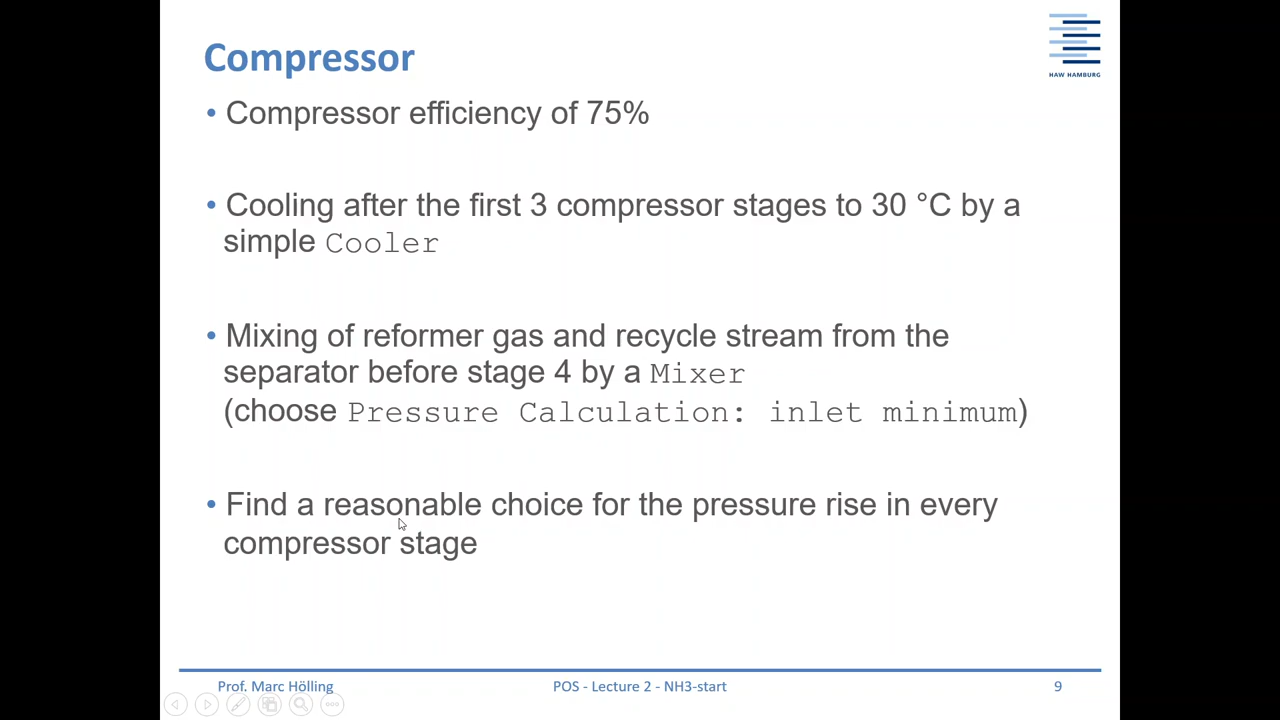 Compressor
HAW HAMBURG
• Compressor efficiency of 75%
• Cooling after the first 3 compressor stages to 30 °C by a
simple Cooler
• Mixing of reformer gas and recycle stream from the
separator before stage 4 by a Mixer
(choose Pressure Calculation: inlet minimum)
• Find a reasonable choice for the pressure rise in every
compressor stage
Prof. Marc Hölling
POS - Lecture 2 - NH3-start
9